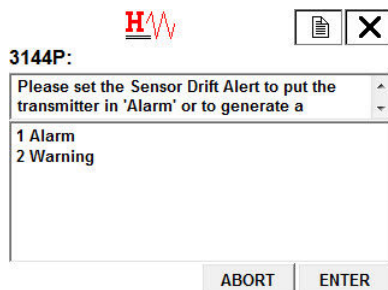 H
3144P:
Please set the Sensor Drift Alert to put the
transmitter in 'Alarm' or to generate a
1 Alarm
2 Warning
ABORT ENTER